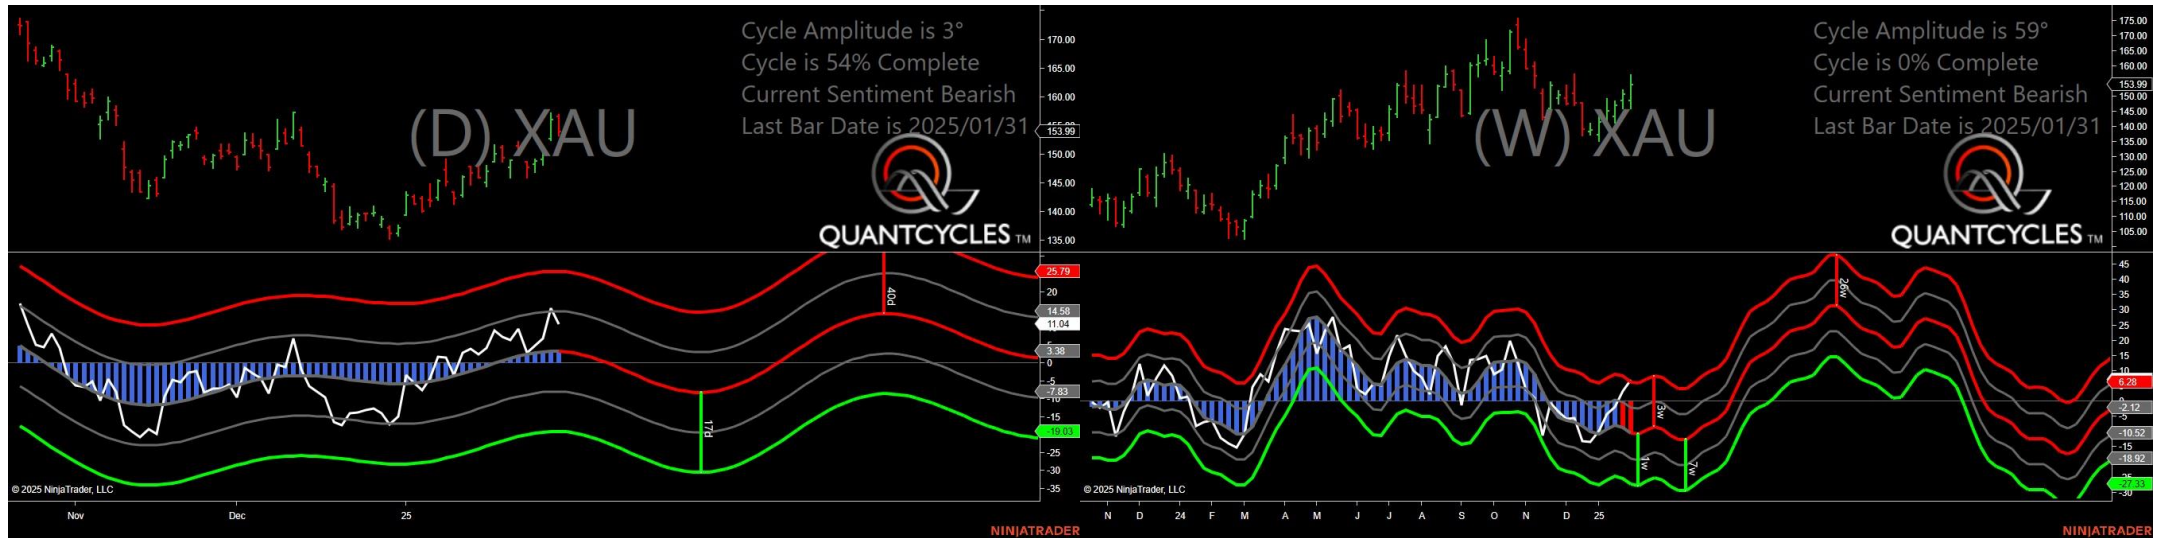 Cycle Amplitude is 3°
Cycle is 54% Complete
Current Sentiment Bearish
Last Bar Date is 2025/01/31
(D) XAU
QUANTCYCLES TM
170.00
165.00
160.00
153.99
150.00
145.00
140.00
135.00
25.79
20
14.58
11.04
3.38
0
-5
-7.83
-15
-19.03
-25
-30
-35
40d
17d
© 2025 NinjaTrader, LLC
Nov
Dec
25
NINJATRADER
Cycle Amplitude is 59°
Cycle is 0% Complete
Current Sentiment Bearish
Last Bar Date is 2025/01/31
(W) XAU
QUANTCYCLES TM
175.00
170.00
165.00
160.00
153.99
150.00
145.00
140.00
135.00
130.00
125.00
120.00
115.00
110.00
105.00
45
35
30
25
20
15
6.28
-2.12
-5
-10.52
-15
-18.92
-27.33
-30
26w
3w
1w
7w
© 2025 NinjaTrader, LLC
N D 24 F M A M J J A S O N D 25
NINJATRADER